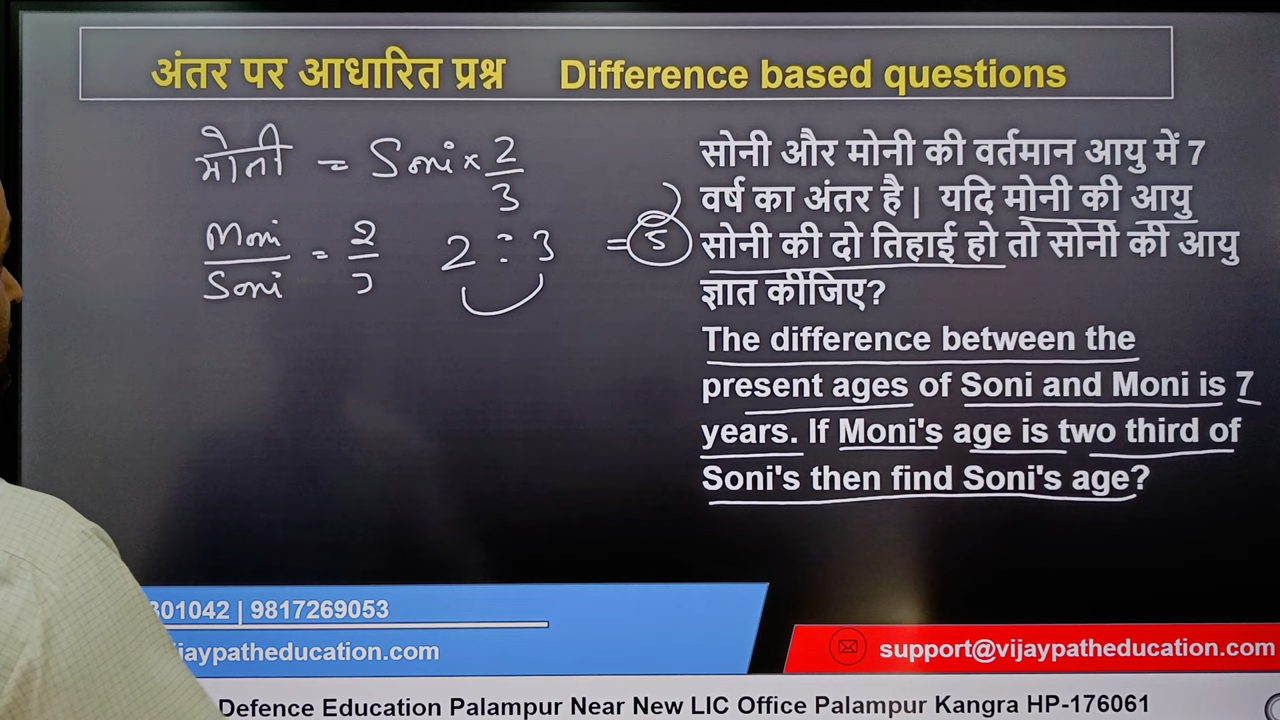 अंतर पर आधारित प्रश्न Difference based questions
मोनी = Soni × 2/3
Moni/Soni = 2/3 2 : 3 = 5
सोनी और मोनी की वर्तमान आयु में 7
वर्ष का अंतर है| यदि मोनी की आयु
सोनी की दो तिहाई हो तो सोनी की आयु
ज्ञात कीजिए?
The difference between the
present ages of Soni and Moni is 7
years. If Moni's age is two third of
Soni's then find Soni's age?
301042 | 9817269053
ijaypatheducation.com
support@vijaypatheducation.com
Defence Education Palampur Near New LIC Office Palampur Kangra HP-176061